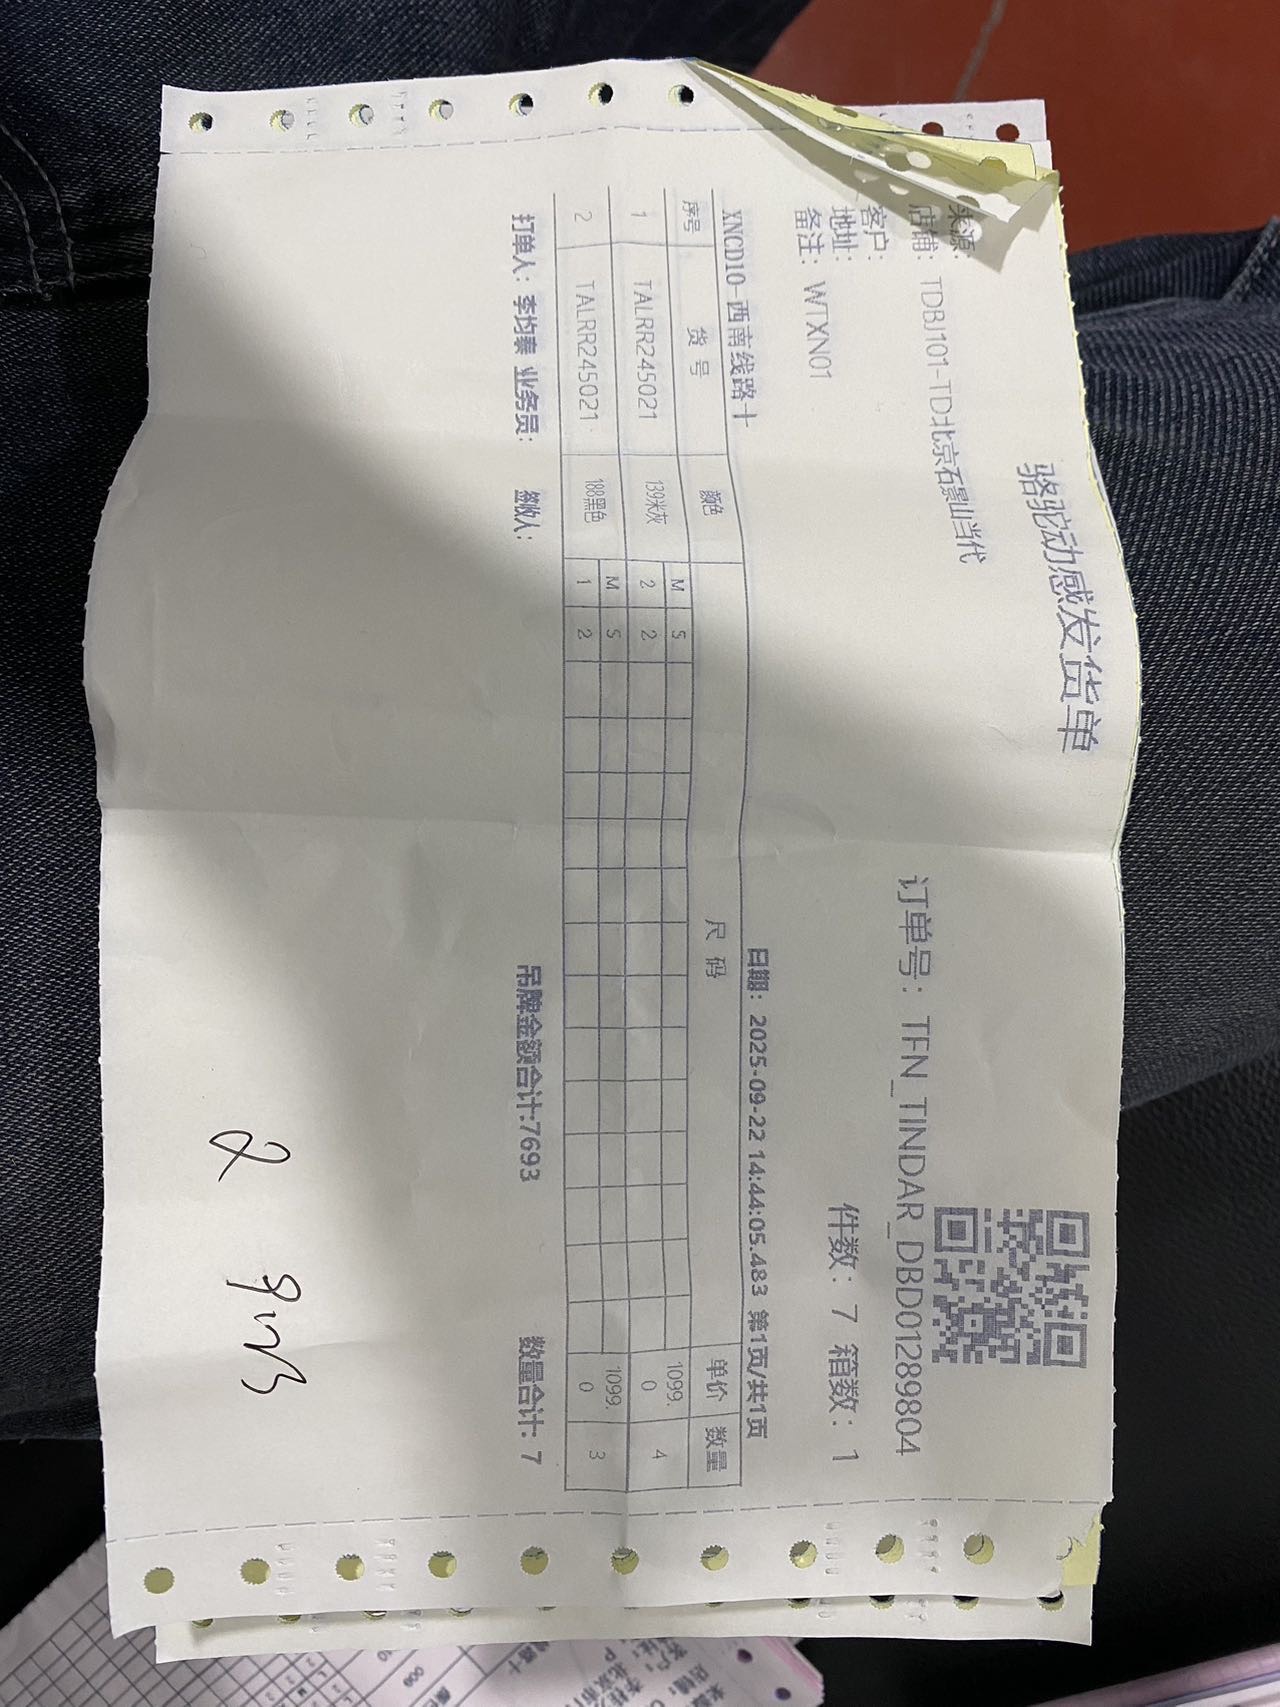 骆驼动感发货单
来源:
店铺: TDBJ101-TD北京石景山当代
订单号: TFN_TINDAR_DBD01289804
客户:
地址:
件数: 7 箱数: 1
备注: WTXN01
XNCD10-西南线路十
日期: 2025-09-22 14:44:05.483 第1页/共1页
序号 货号 颜色 尺码 单价 数量
M S
1 TALRR245021 139米灰 2 2 1099.0 4
M S
2 TALRR245021 188黑色 1 2 1099.0 3
打单人: 李均泰 业务员: 签收人: 吊牌金额合计:7693 数量合计: 7